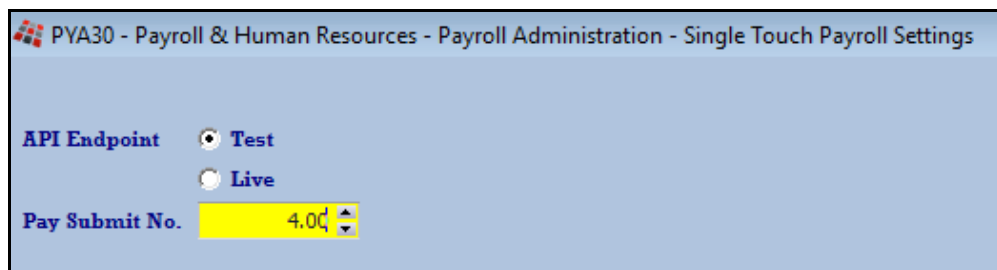 PYA30 - Payroll & Human Resources - Payroll Administration - Single Touch Payroll Settings
API Endpoint Test
Live
Pay Submit No. 4.00